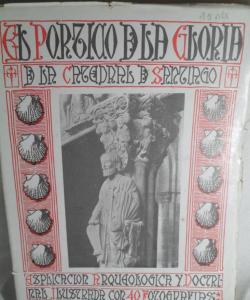 EL PORTICO D LA GLORIA
D LA CATEDRAL D SANTIAGO
EXPLICACION ARQUEOLOGICA Y DOCTRI
NAL ILUSTRADA CON 40 FOTOGRAFIAS